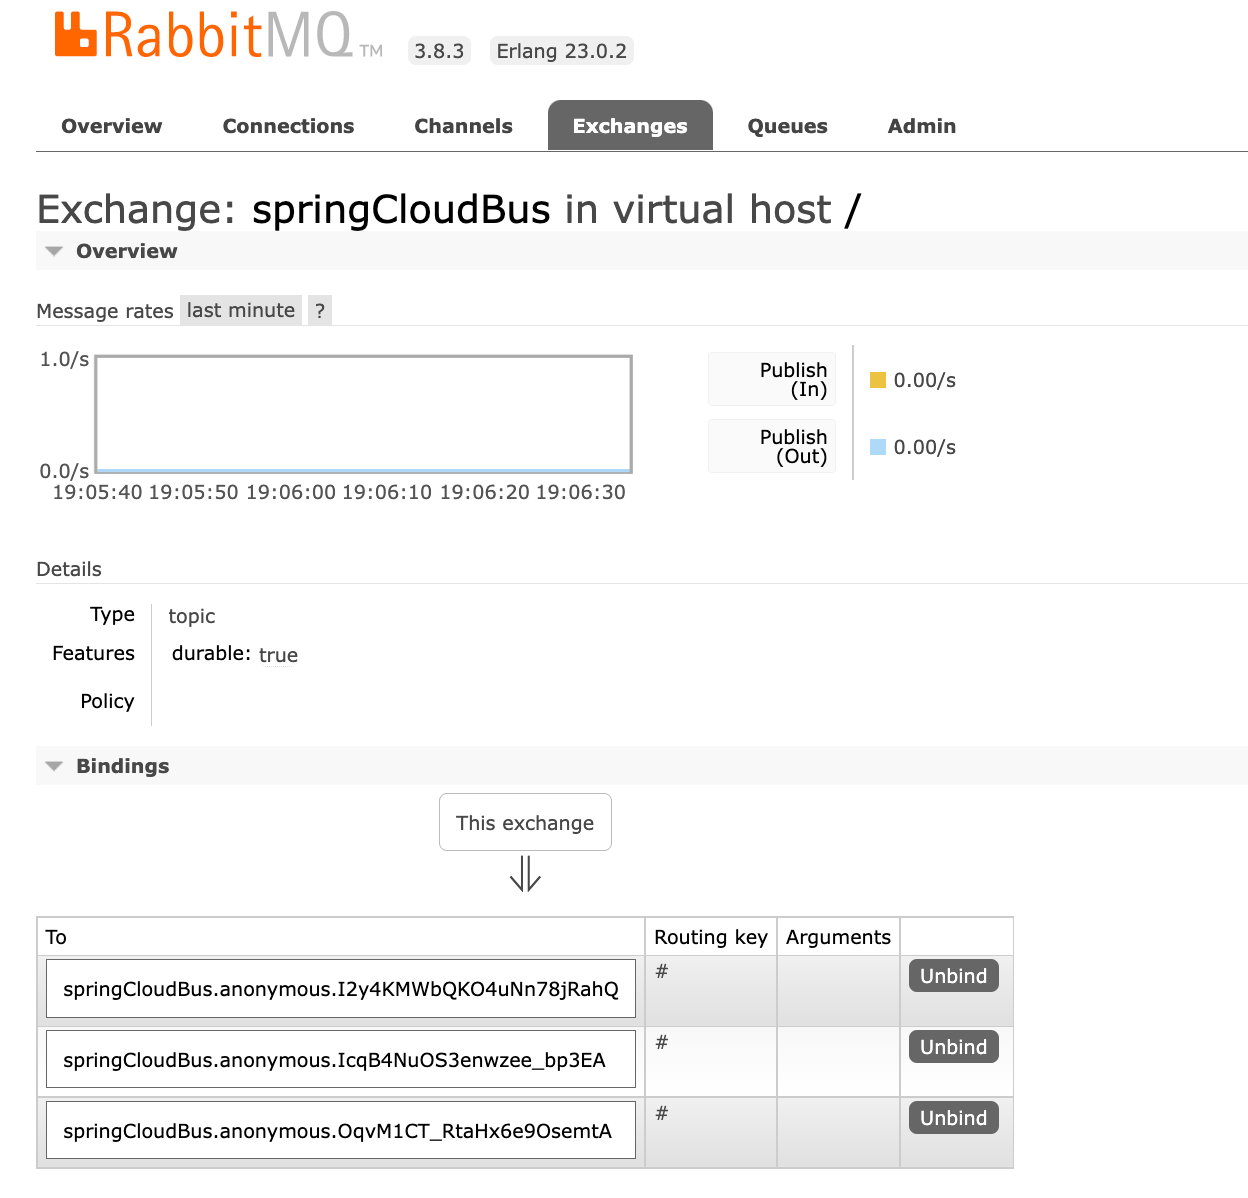 RabbitMQ TM 3.8.3 Erlang 23.0.2
Overview Connections Channels Exchanges Queues Admin
Exchange: springCloudBus in virtual host /
Overview
Message rates last minute ?
1.0/s
0.0/s
19:05:40 19:05:50 19:06:00 19:06:10 19:06:20 19:06:30
Publish
(In)
0.00/s
Publish
(Out)
0.00/s
Details
Type topic
Features durable: true
Policy
Bindings
This exchange
To Routing key Arguments
springCloudBus.anonymous.I2y4KMWbQKO4uNn78jRahQ # Unbind
springCloudBus.anonymous.IcqB4NuOS3enwzee_bp3EA # Unbind
springCloudBus.anonymous.OqvM1CT_RtaHx6e9OsemtA # Unbind